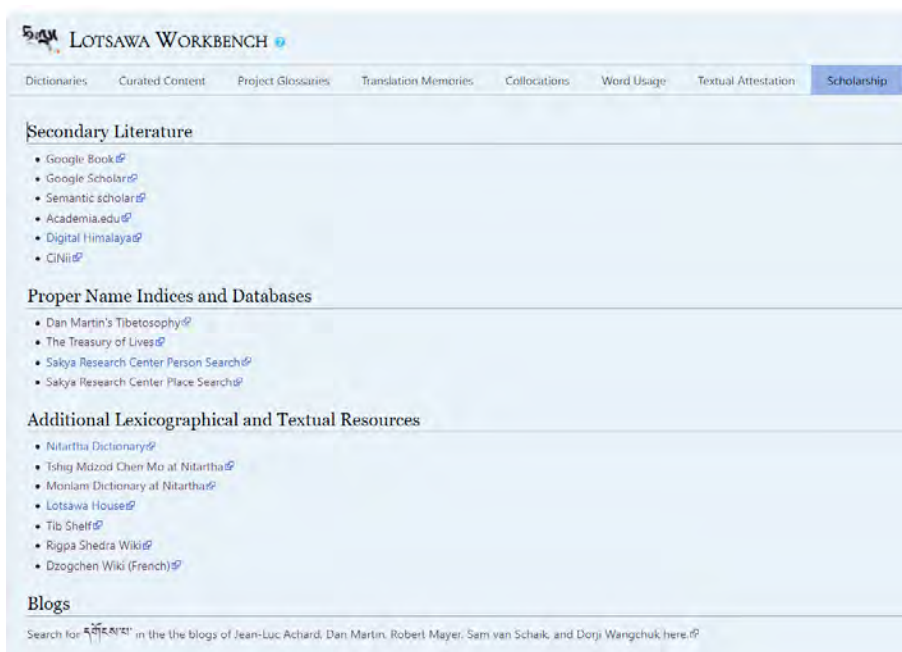 LOTSAWA WORKBENCH ?
Dictionaries Curated Content Project Glossaries Translation Memories Collocations Word Usage Textual Attestation Scholarship
Secondary Literature
• Google Book
• Google Scholar
• Semantic scholar
• Academia.edu
• Digital Himalaya
• CiNii
Proper Name Indices and Databases
• Dan Martin's Tibetosophy
• The Treasury of Lives
• Sakya Research Center Person Search
• Sakya Research Center Place Search
Additional Lexicographical and Textual Resources
• Nitartha Dictionary
• Tshig Mdzod Chen Mo at Nitartha
• Monlam Dictionary at Nitartha
• Lotsawa House
• Tib Shelf
• Rigpa Shedra Wiki
• Dzogchen Wiki (French)
Blogs
Search for དགོངས་པ་ in the the blogs of Jean-Luc Achard, Dan Martin, Robert Mayer, Sam van Schaik, and Dorji Wangchuk here.